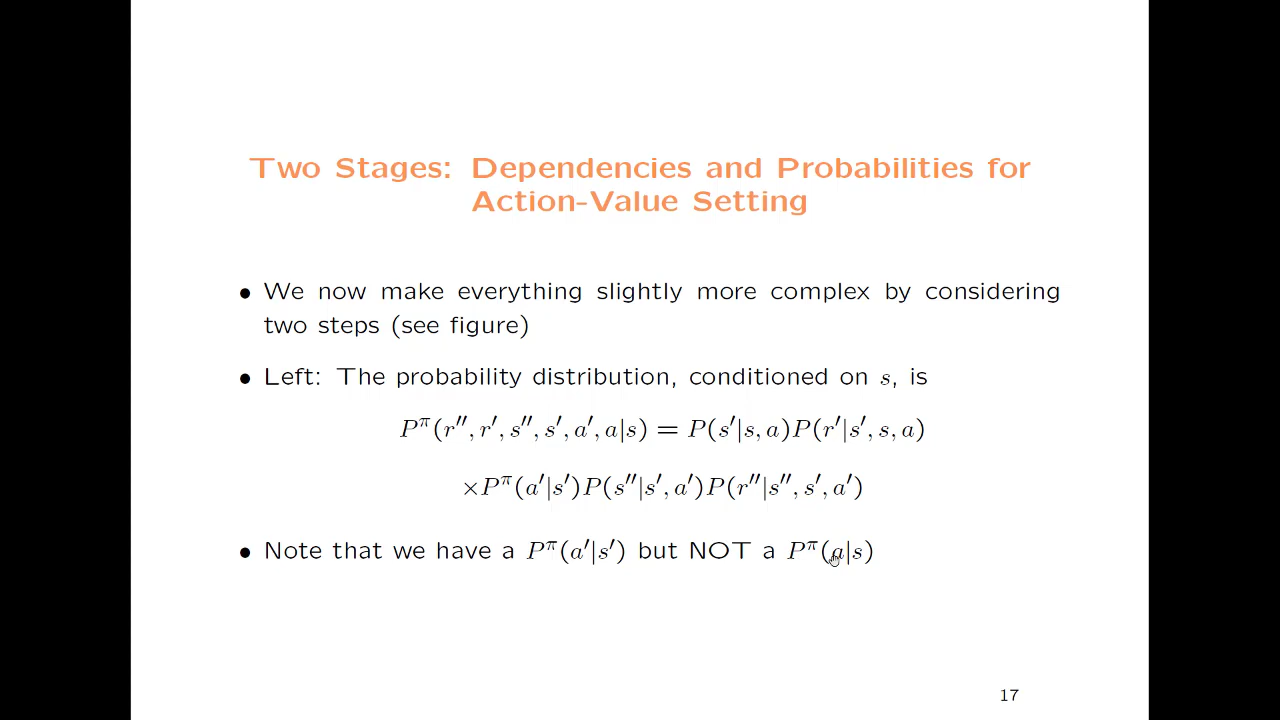 Two Stages: Dependencies and Probabilities for
Action-Value Setting
• We now make everything slightly more complex by considering
two steps (see figure)
• Left: The probability distribution, conditioned on s, is
P^π(r′′, r′, s′′, s′, a′, a|s) = P(s′|s, a)P(r′|s′, s, a)
×P^π(a′|s′)P(s′′|s′, a′)P(r′′|s′′, s′, a′)
• Note that we have a P^π(a′|s′) but NOT a P^π(a|s)
17